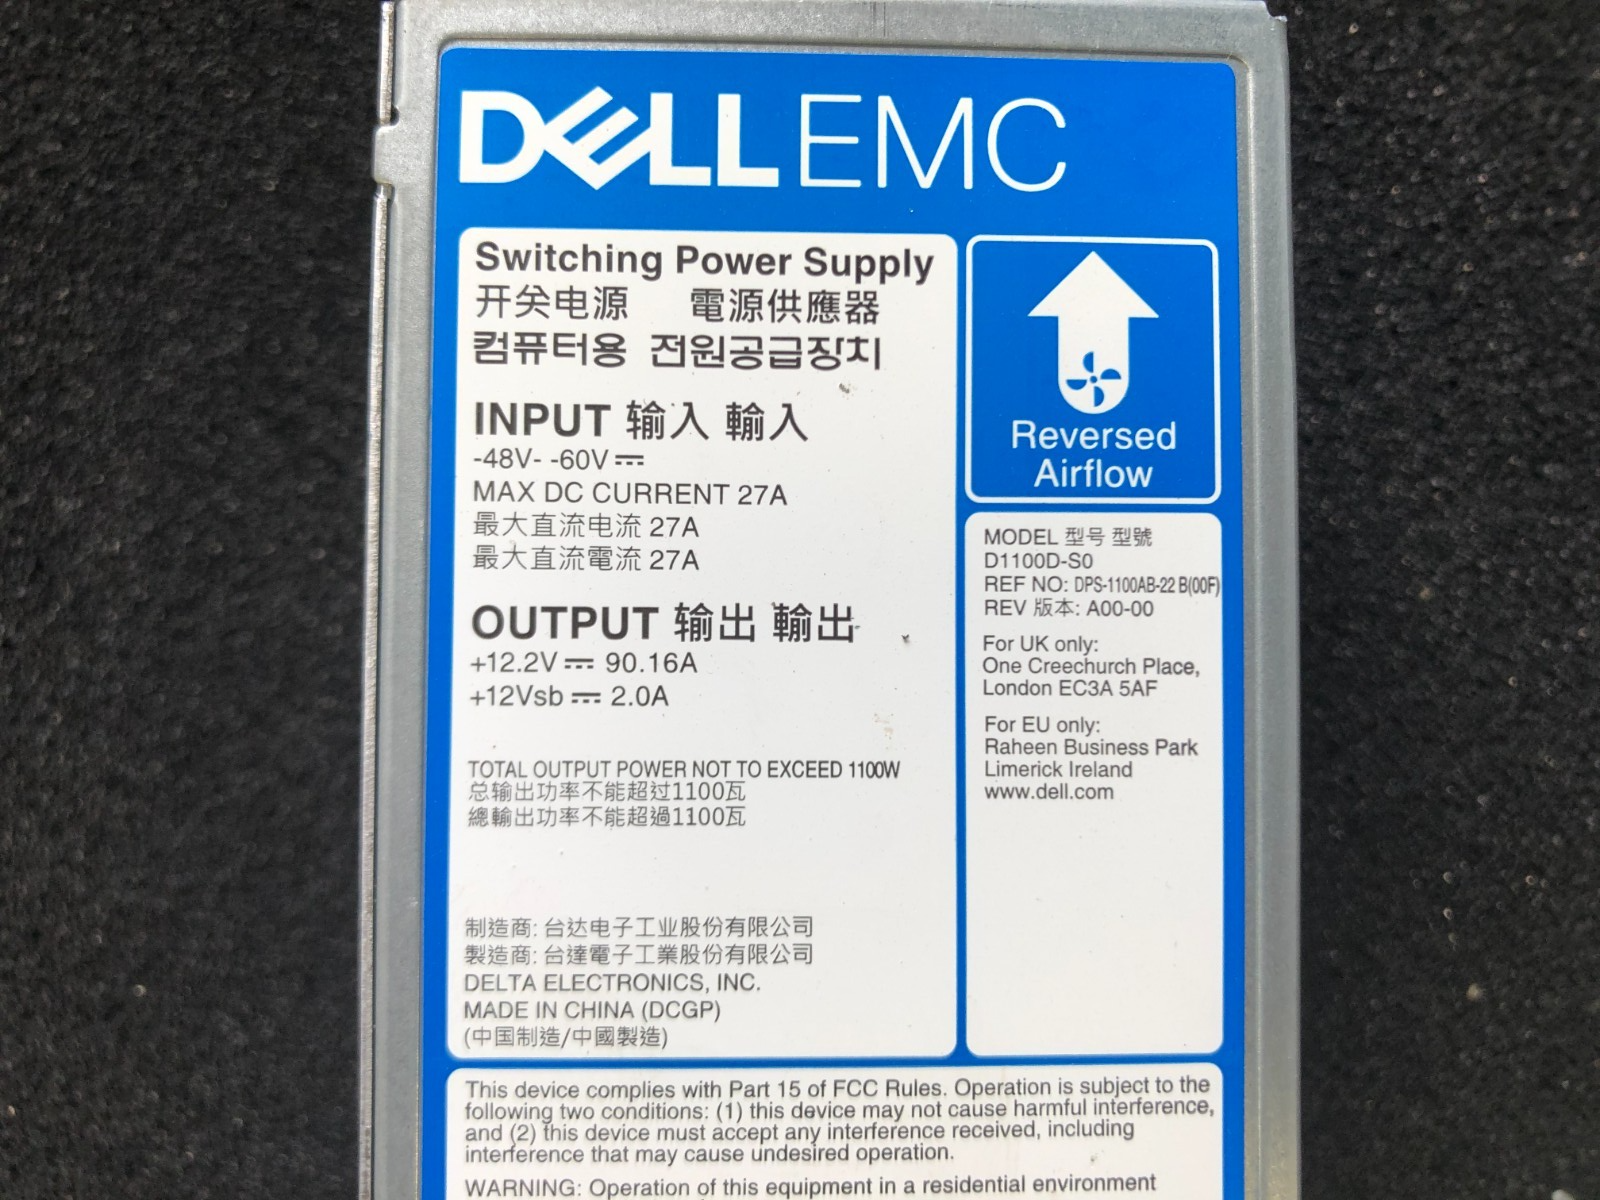 DELL EMC
Switching Power Supply
开关电源 電源供應器
컴퓨터용 전원공급장치
INPUT 输入 輸入
-48V- -60V⎓
MAX DC CURRENT 27A
最大直流电流 27A
最大直流電流 27A
OUTPUT 输出 輸出
+12.2V ⎓ 90.16A
+12Vsb ⎓ 2.0A
TOTAL OUTPUT POWER NOT TO EXCEED 1100W
总输出功率不能超过1100瓦
總輸出功率不能超過1100瓦
制造商: 台达电子工业股份有限公司
製造商: 台達電子工業股份有限公司
DELTA ELECTRONICS, INC.
MADE IN CHINA (DCGP)
(中国制造/中國製造)
Reversed
Airflow
MODEL 型号 型號
D1100D-S0
REF NO: DPS-1100AB-22 B(00F)
REV 版本: A00-00
For UK only:
One Creechurch Place,
London EC3A 5AF
For EU only:
Raheen Business Park
Limerick Ireland
www.dell.com
This device complies with Part 15 of FCC Rules. Operation is subject to the
following two conditions: (1) this device may not cause harmful interference,
and (2) this device must accept any interference received, including
interference that may cause undesired operation.
WARNING: Operation of this equipment in a residential environment